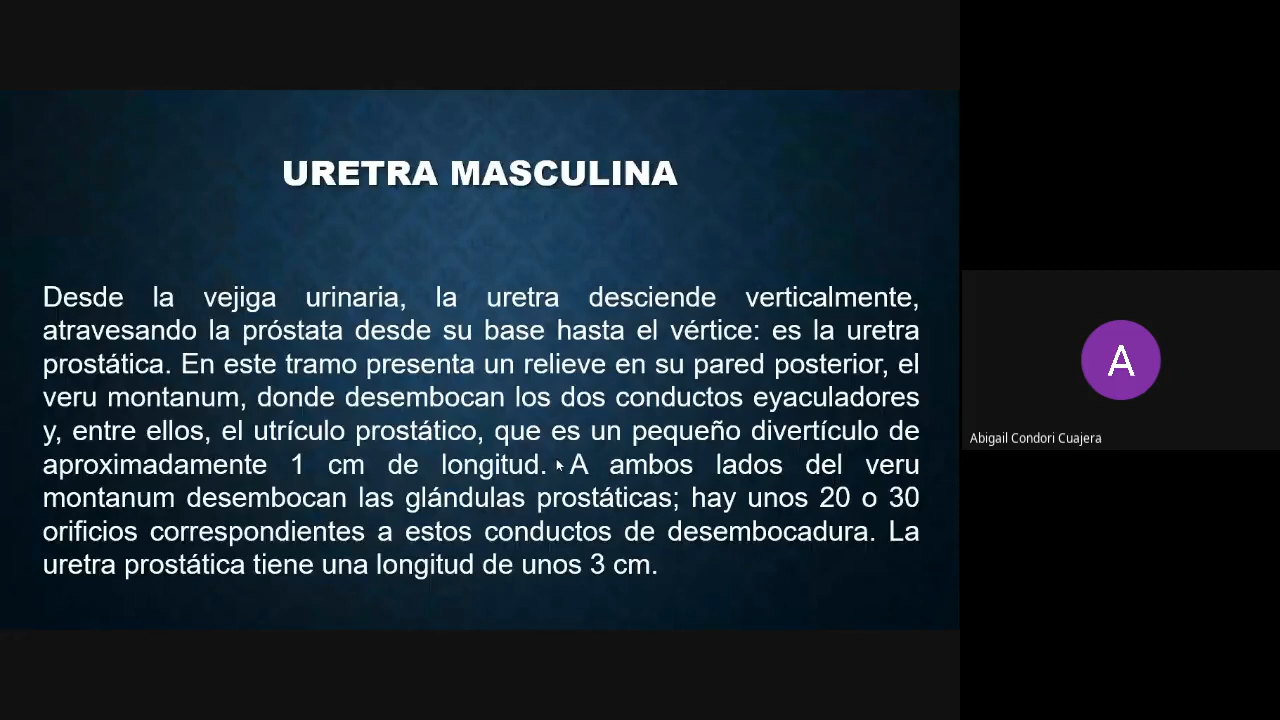 URETRA MASCULINA
Desde la vejiga urinaria, la uretra desciende verticalmente,
atravesando la próstata desde su base hasta el vértice: es la uretra
prostática. En este tramo presenta un relieve en su pared posterior, el
veru montanum, donde desembocan los dos conductos eyaculadores
y, entre ellos, el utrículo prostático, que es un pequeño divertículo de
aproximadamente 1 cm de longitud. A ambos lados del veru
montanum desembocan las glándulas prostáticas; hay unos 20 o 30
orificios correspondientes a estos conductos de desembocadura. La
uretra prostática tiene una longitud de unos 3 cm.
A
Abigail Condori Cuajera